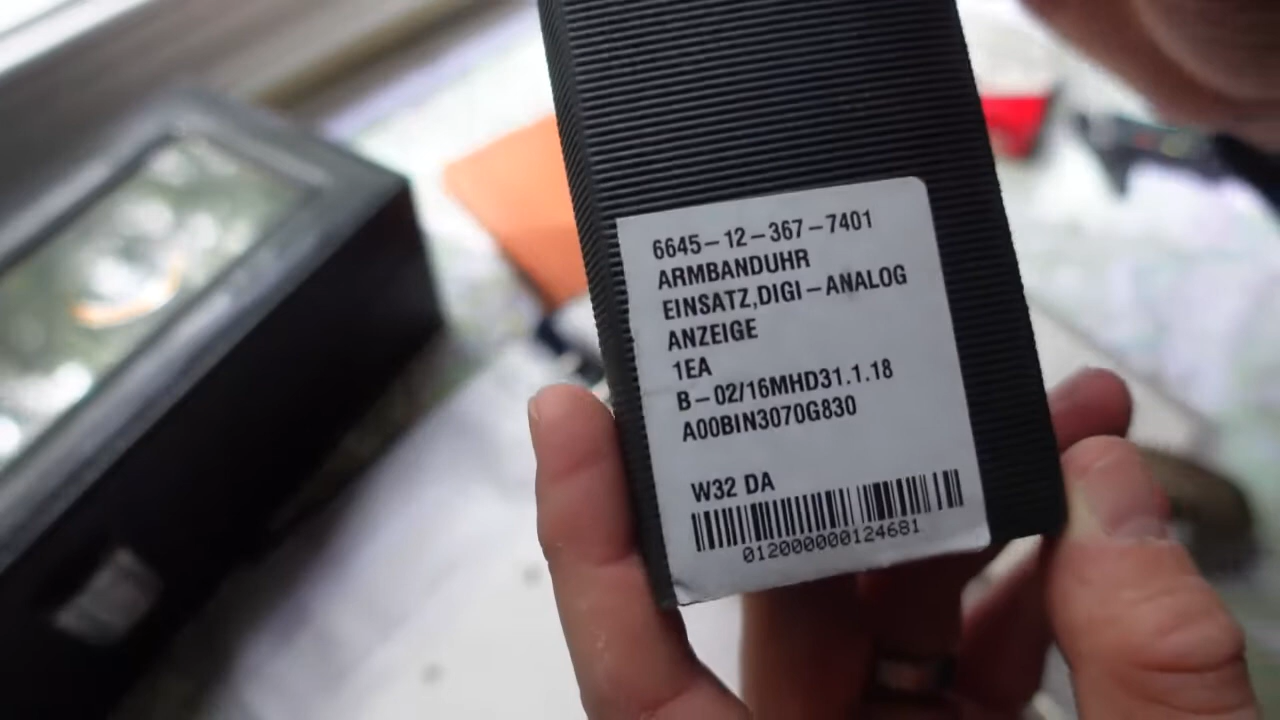 6645-12-367-7401
ARMBANDUHR
EINSATZ,DIGI-ANALOG
ANZEIGE
1EA
B-02/16MHD31.1.18
A00BIN3070G830
W32 DA
012000000124681